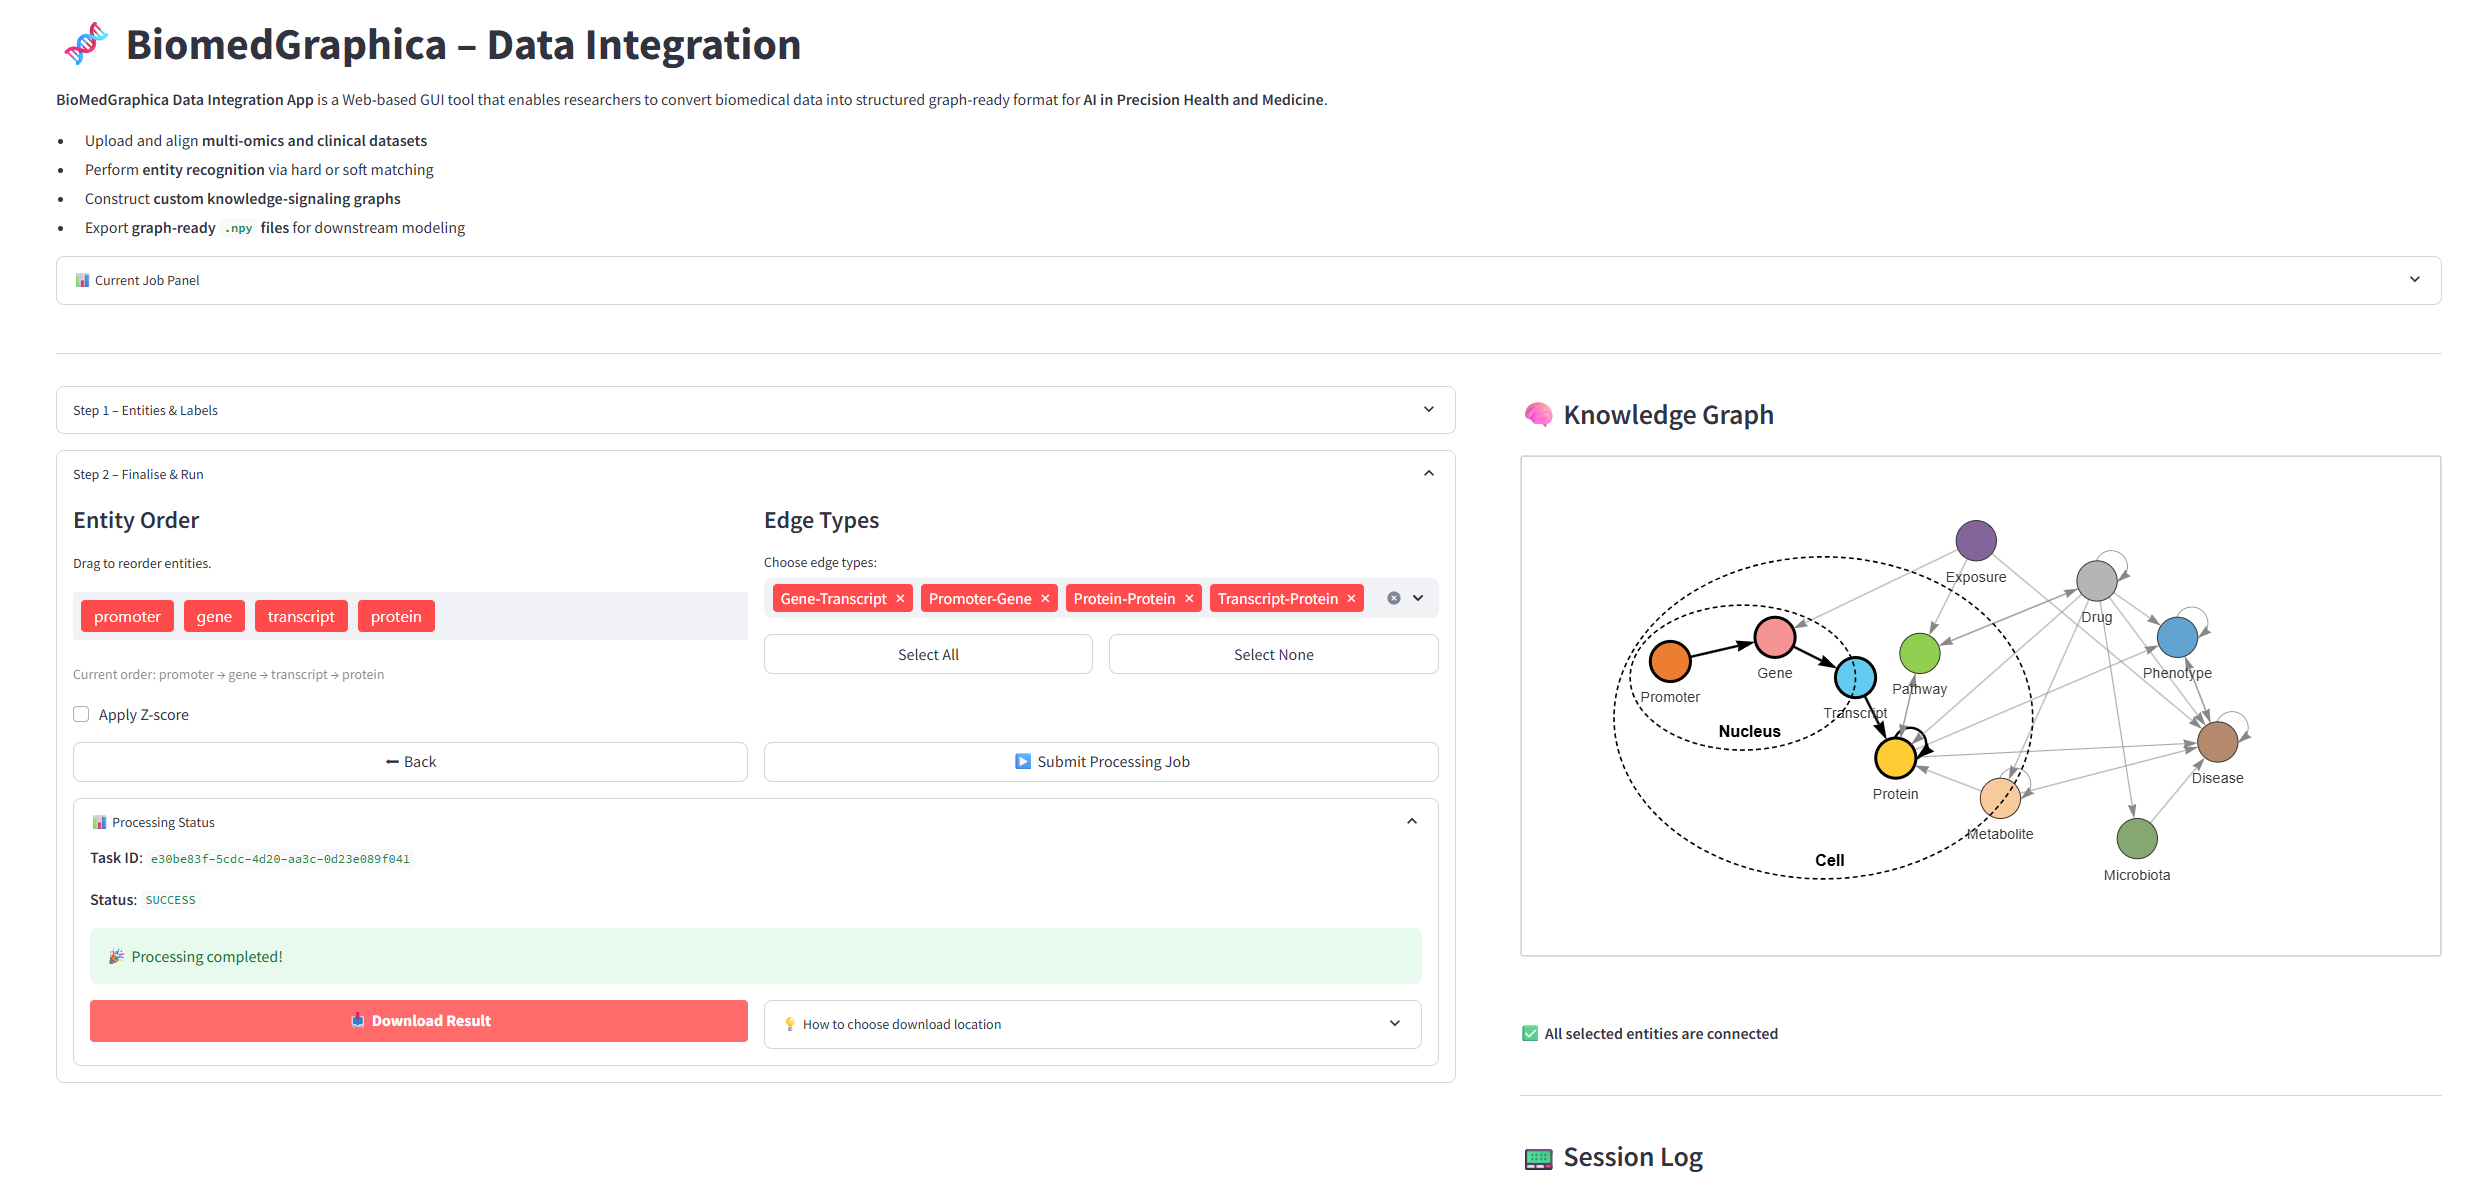 BiomedGraphica – Data Integration
BioMedGraphica Data Integration App is a Web-based GUI tool that enables researchers to convert biomedical data into structured graph-ready format for AI in Precision Health and Medicine.
• Upload and align multi-omics and clinical datasets
• Perform entity recognition via hard or soft matching
• Construct custom knowledge-signaling graphs
• Export graph-ready .npy files for downstream modeling
Current Job Panel
Step 1 – Entities & Labels
Step 2 – Finalise & Run
Entity Order
Drag to reorder entities.
promoter gene transcript protein
Current order: promoter → gene → transcript → protein
Apply Z-score
Edge Types
Choose edge types:
Gene-Transcript × Promoter-Gene × Protein-Protein × Transcript-Protein ×
Select All Select None
Back
Submit Processing Job
Processing Status
Task ID: e30be83f-5cdc-4d20-aa3c-0d23e089f041
Status: SUCCESS
Processing completed!
Download Result
How to choose download location
Knowledge Graph
Exposure
Drug
Gene
Phenotype
Pathway
Promoter
Transcript
Nucleus
Disease
Protein
Metabolite
Cell
Microbiota
All selected entities are connected
Session Log